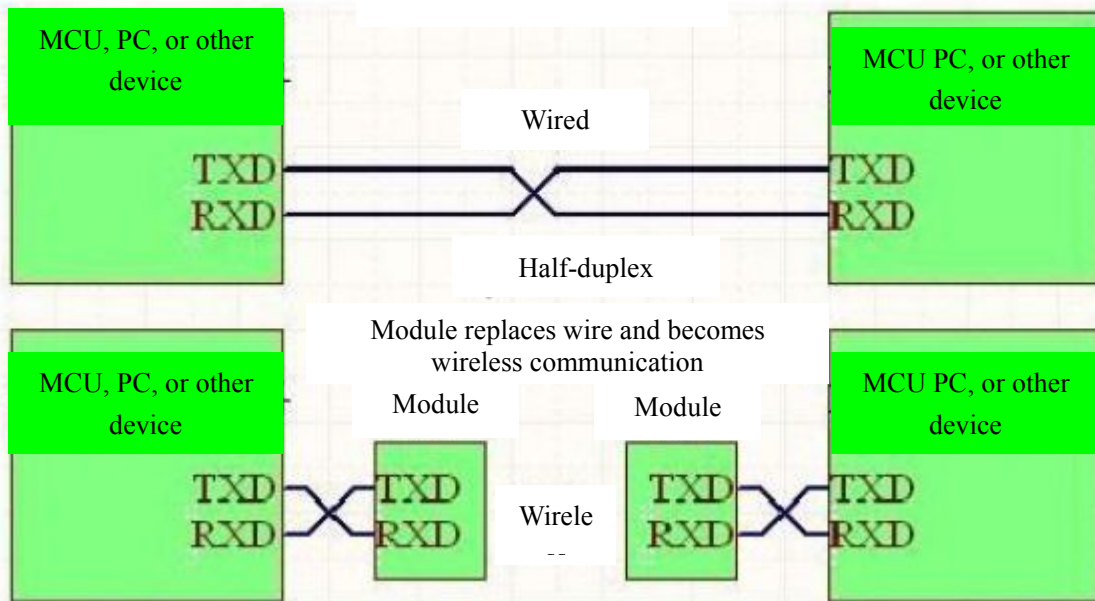 MCU, PC, or other
device
MCU PC, or other
device
Wired
TXD
TXD
RXD
RXD
Half-duplex
Module replaces wire and becomes
wireless communication
MCU, PC, or other
device
Module
Module
MCU PC, or other
device
TXD
TXD
TXD
TXD
Wirele
RXD
RXD
RXD
RXD